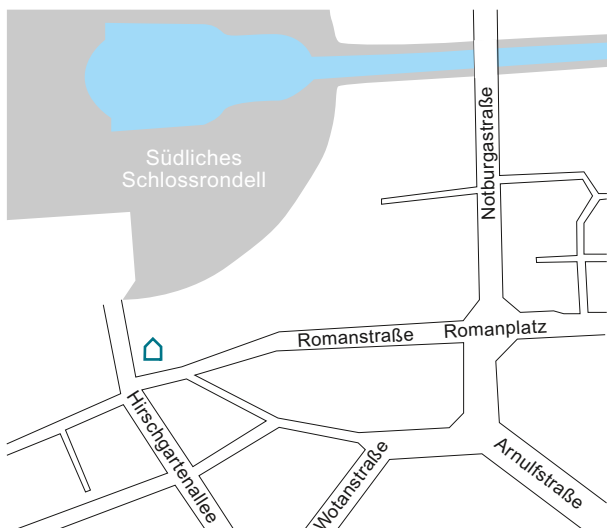 Südliches
Schlossrondell
Notburgastraße
Romanstraße
Romanplatz
Hirschgartenallee
Wotanstraße
Arnulfstraße